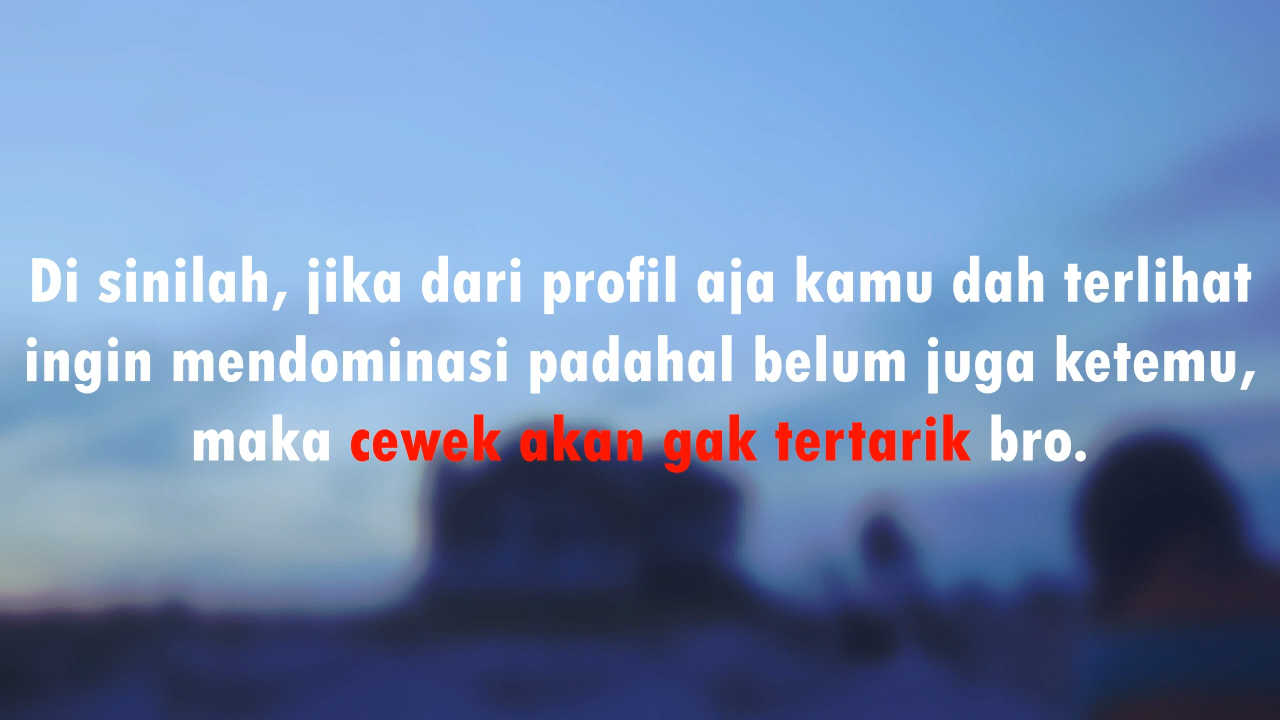 Di sinilah, jika dari profil aja kamu dah terlihat
ingin mendominasi padahal belum juga ketemu,
maka cewek akan gak tertarik bro.